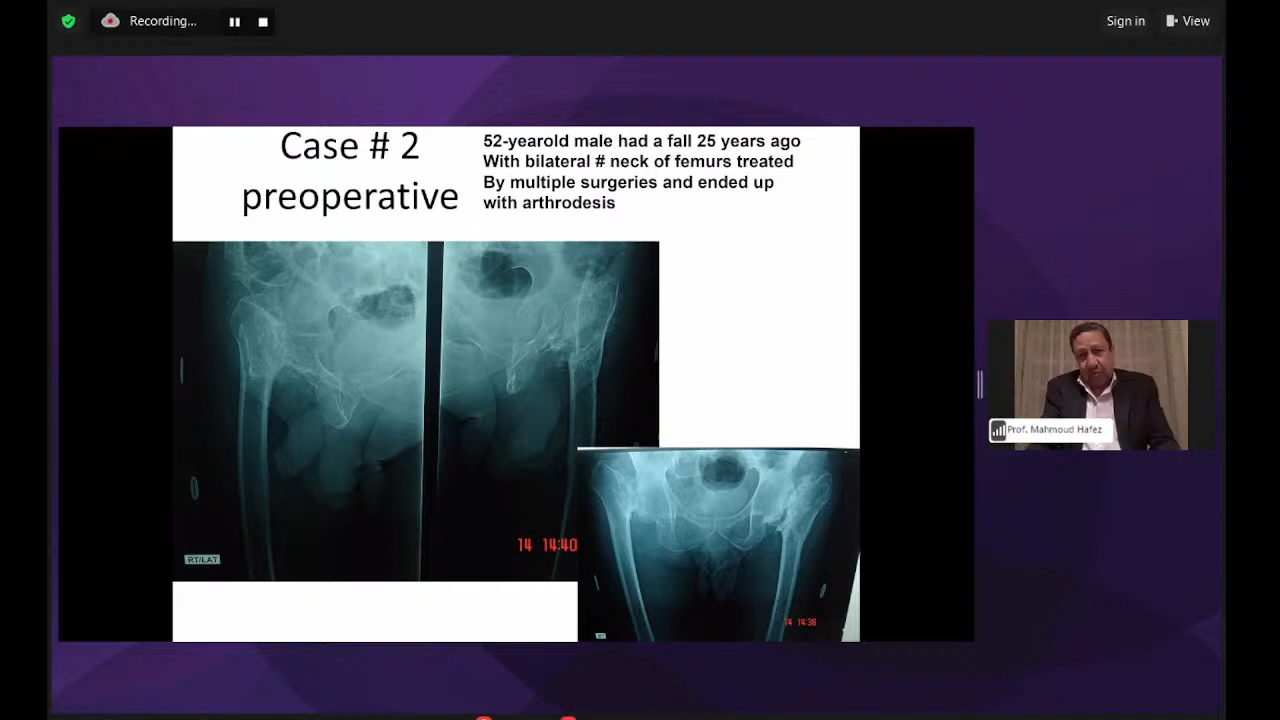 Recording...
Sign in
View
Case # 2
preoperative
52-yearold male had a fall 25 years ago
With bilateral # neck of femurs treated
By multiple surgeries and ended up
with arthrodesis
RT/LAT
14 14:40
14 14:38
Prof. Mahmoud Hafez